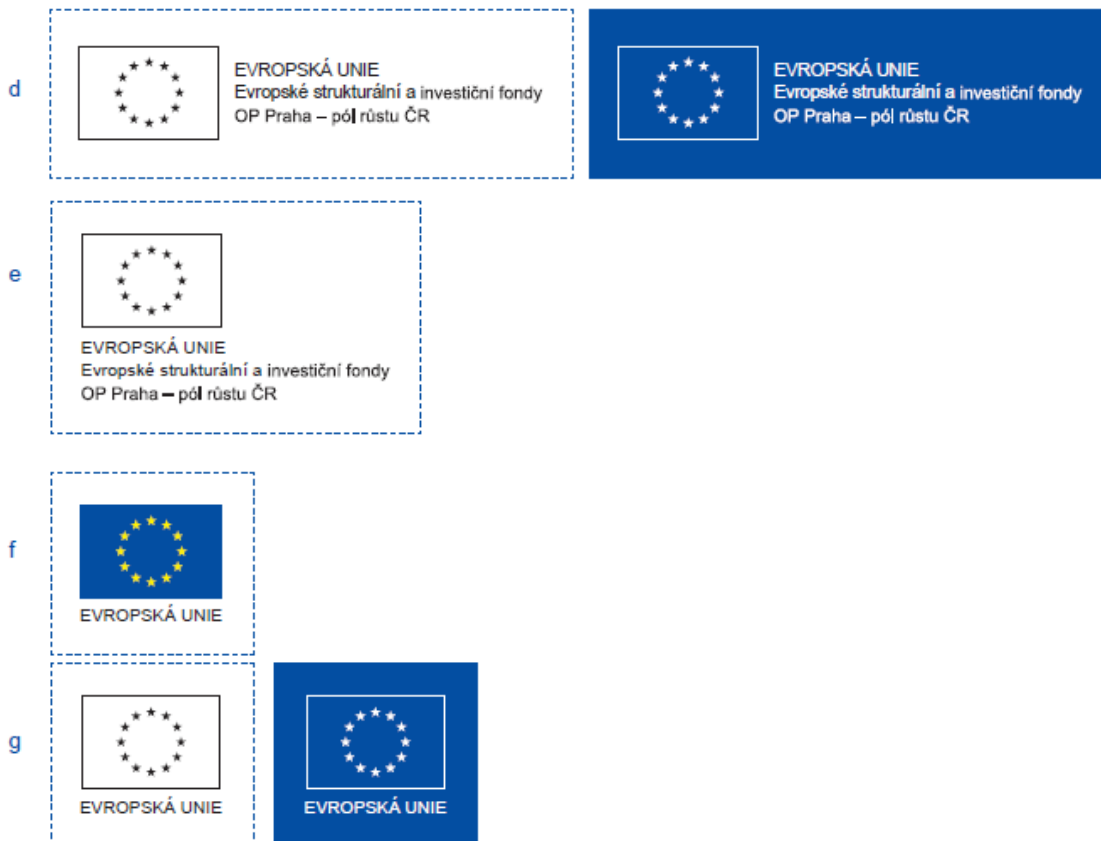 d
EVROPSKÁ UNIE
Evropské strukturální a investiční fondy
OP Praha – pól růstu ČR
EVROPSKÁ UNIE
Evropské strukturální a investiční fondy
OP Praha – pól růstu ČR
e
EVROPSKÁ UNIE
Evropské strukturální a investiční fondy
OP Praha – pól růstu ČR
f
EVROPSKÁ UNIE
g
EVROPSKÁ UNIE
EVROPSKÁ UNIE